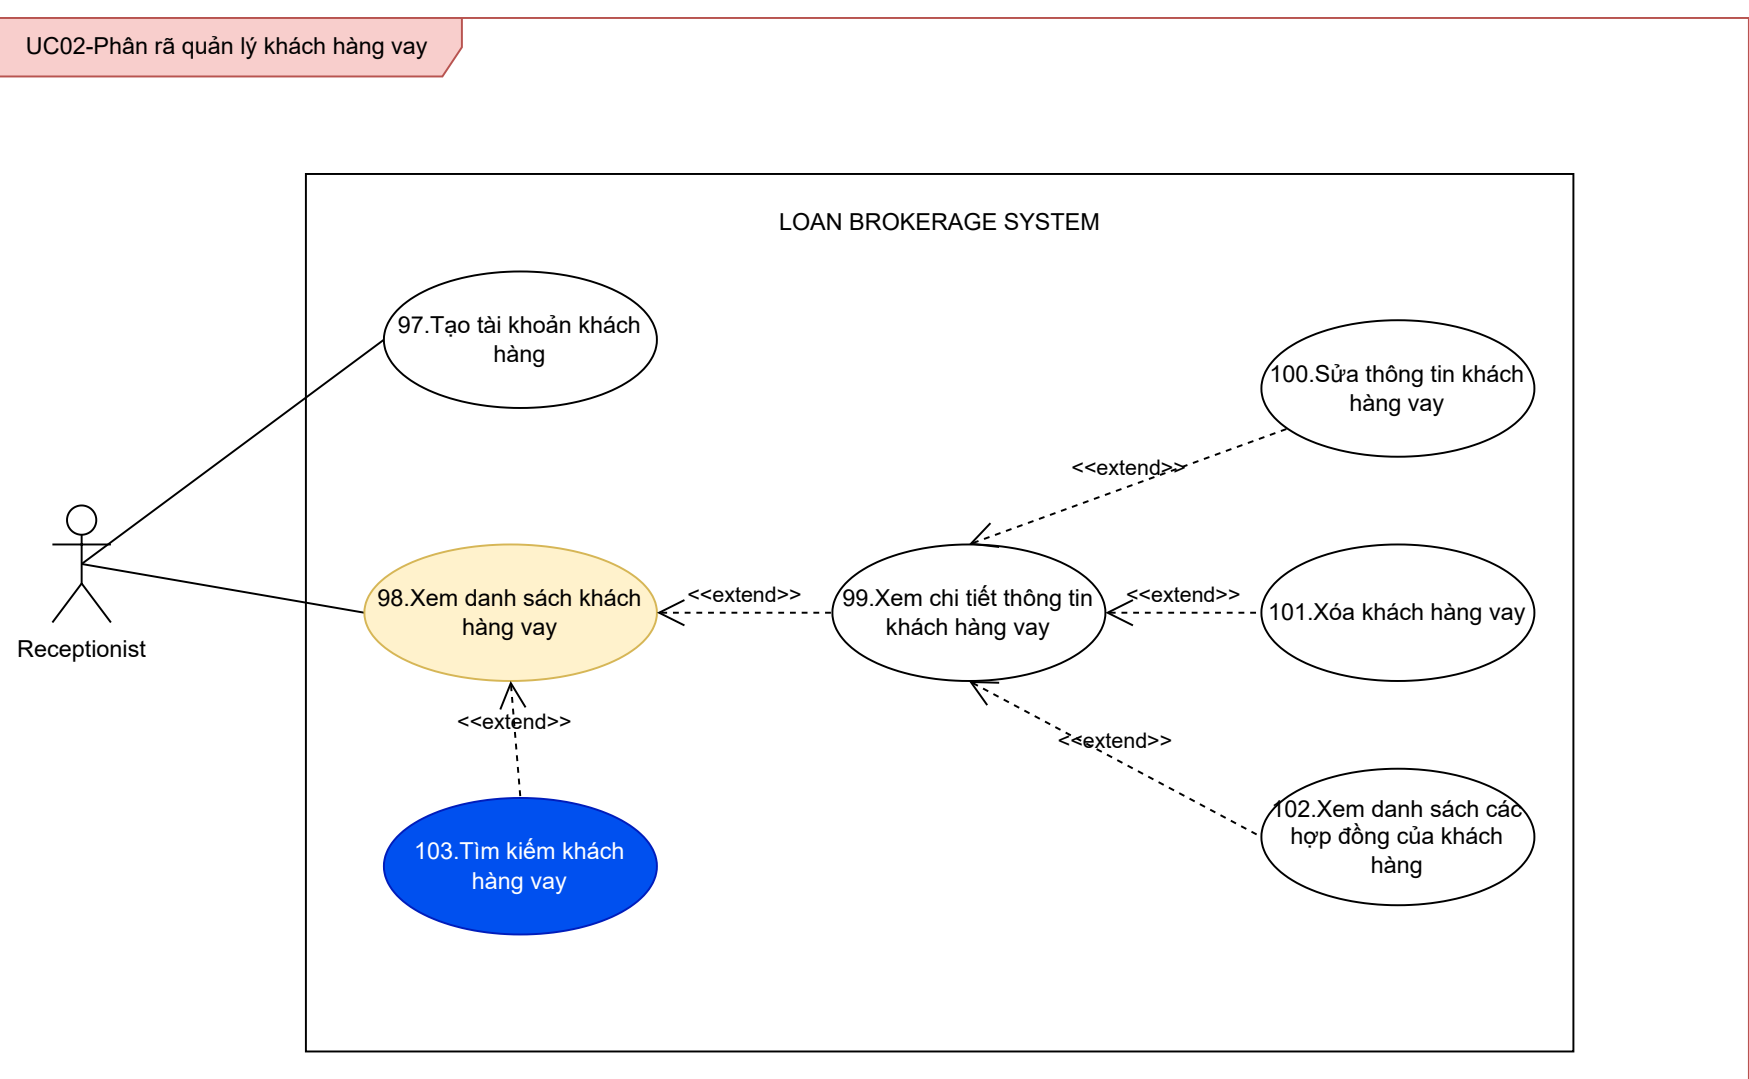 UC02-Phân rã quản lý khách hàng vay
LOAN BROKERAGE SYSTEM
97.Tạo tài khoản khách
hàng
100.Sửa thông tin khách
hàng vay
<<extend>>
Receptionist
98.Xem danh sách khách
hàng vay
<<extend>>
99.Xem chi tiết thông tin
khách hàng vay
<<extend>>
101.Xóa khách hàng vay
<<extend>>
<<extend>>
103.Tìm kiếm khách
hàng vay
102.Xem danh sách các
hợp đồng của khách
hàng